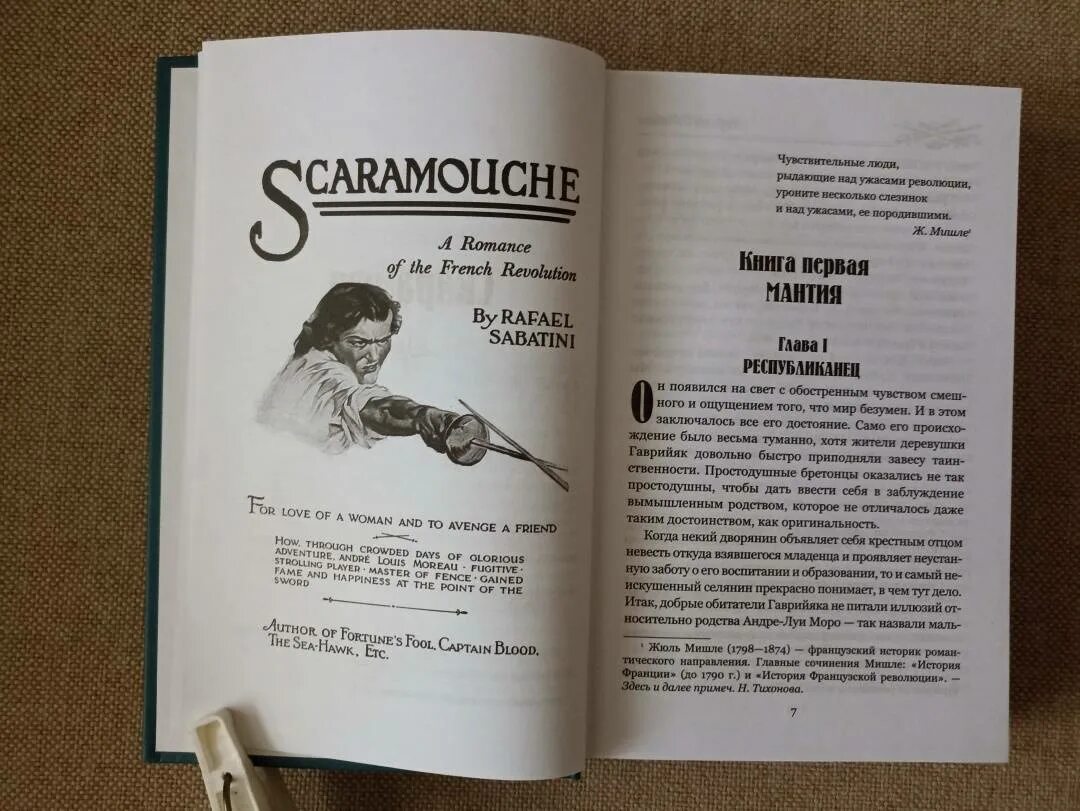 SCARAMOUCHE
A Romance
of the French Revolution
By RAFAEL
SABATINI
FOR LOVE OF A WOMAN AND TO AVENGE A FRIEND
HOW, THROUGH CROWDED DAYS OF GLORIOUS
ADVENTURE, ANDRÉ LOUIS MOREAU · FUGITIVE ·
STROLLING PLAYER · MASTER OF FENCE · GAINED
FAME AND HAPPINESS AT THE POINT OF THE
SWORD
AUTHOR OF FORTUNE'S FOOL, CAPTAIN BLOOD,
THE SEA-HAWK, ETC.
Чувствительные люди,
рыдающие над ужасами революции,
уроните несколько слезинок
и над ужасами, ее породившими.
Ж. Мишле¹
Книга первая
МАНТИЯ
Глава I
РЕСПУБЛИКАНЕЦ
Он появился на свет с обостренным чувством смеш-
ного и ощущением того, что мир безумен. И в этом
заключалось все его достояние. Само его происхо-
ждение было весьма туманно, хотя жители деревушки
Гаврийяк довольно быстро приподняли завесу таин-
ственности. Простодушные бретонцы оказались не так
простодушны, чтобы дать ввести себя в заблуждение
вымышленным родством, которое не отличалось даже
таким достоинством, как оригинальность.
Когда некий дворянин объявляет себя крестным отцом
невесть откуда взявшегося младенца и проявляет неустан-
ную заботу о его воспитании и образовании, то и самый не-
искушенный селянин прекрасно понимает, в чем тут дело.
Итак, добрые обитатели Гаврийяка не питали иллюзий от-
носительно родства Андре-Луи Моро — так назвали маль-
¹ Жюль Мишле (1798—1874) — французский историк роман-
тического направления. Главные сочинения Мишле: «История
Франции» (до 1790 г.) и «История Французской революции». —
Здесь и далее примеч. Н. Тихонова.
7